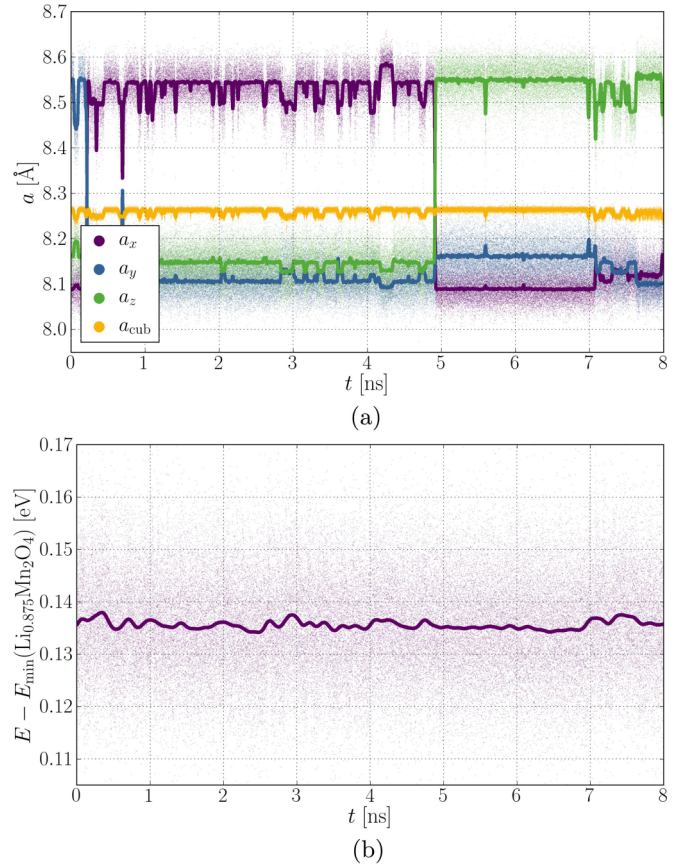 8.7
8.6
8.5
8.4
8.3
8.2
8.1
8.0
a [Å]
a_x
a_y
a_z
a_cub
0 1 2 3 4 5 6 7 8
t [ns]
(a)
0.17
0.16
0.15
0.14
0.13
0.12
0.11
E − E_min(Li_0.875Mn_2O_4) [eV]
0 1 2 3 4 5 6 7 8
t [ns]
(b)